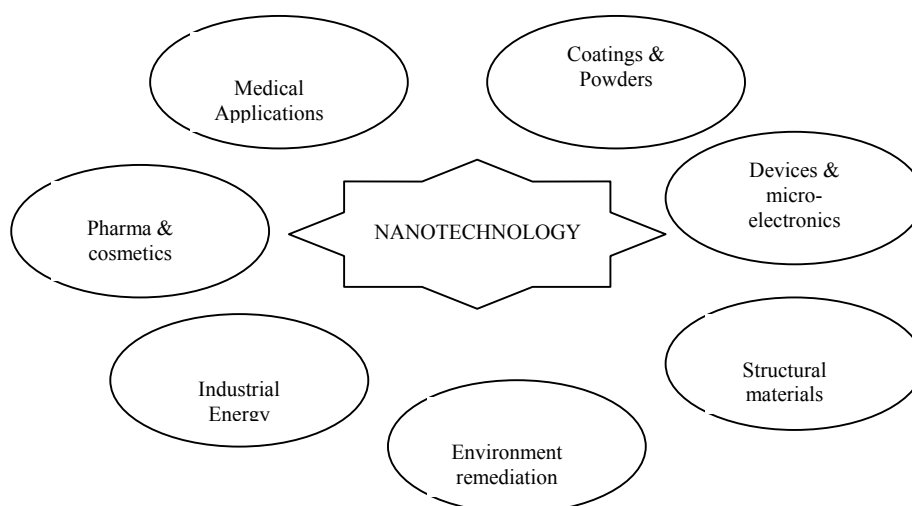 Medical
Applications
Coatings &
Powders
Devices &
micro-
electronics
Pharma &
cosmetics
NANOTECHNOLOGY
Structural
materials
Industrial
Energy
Environment
remediation